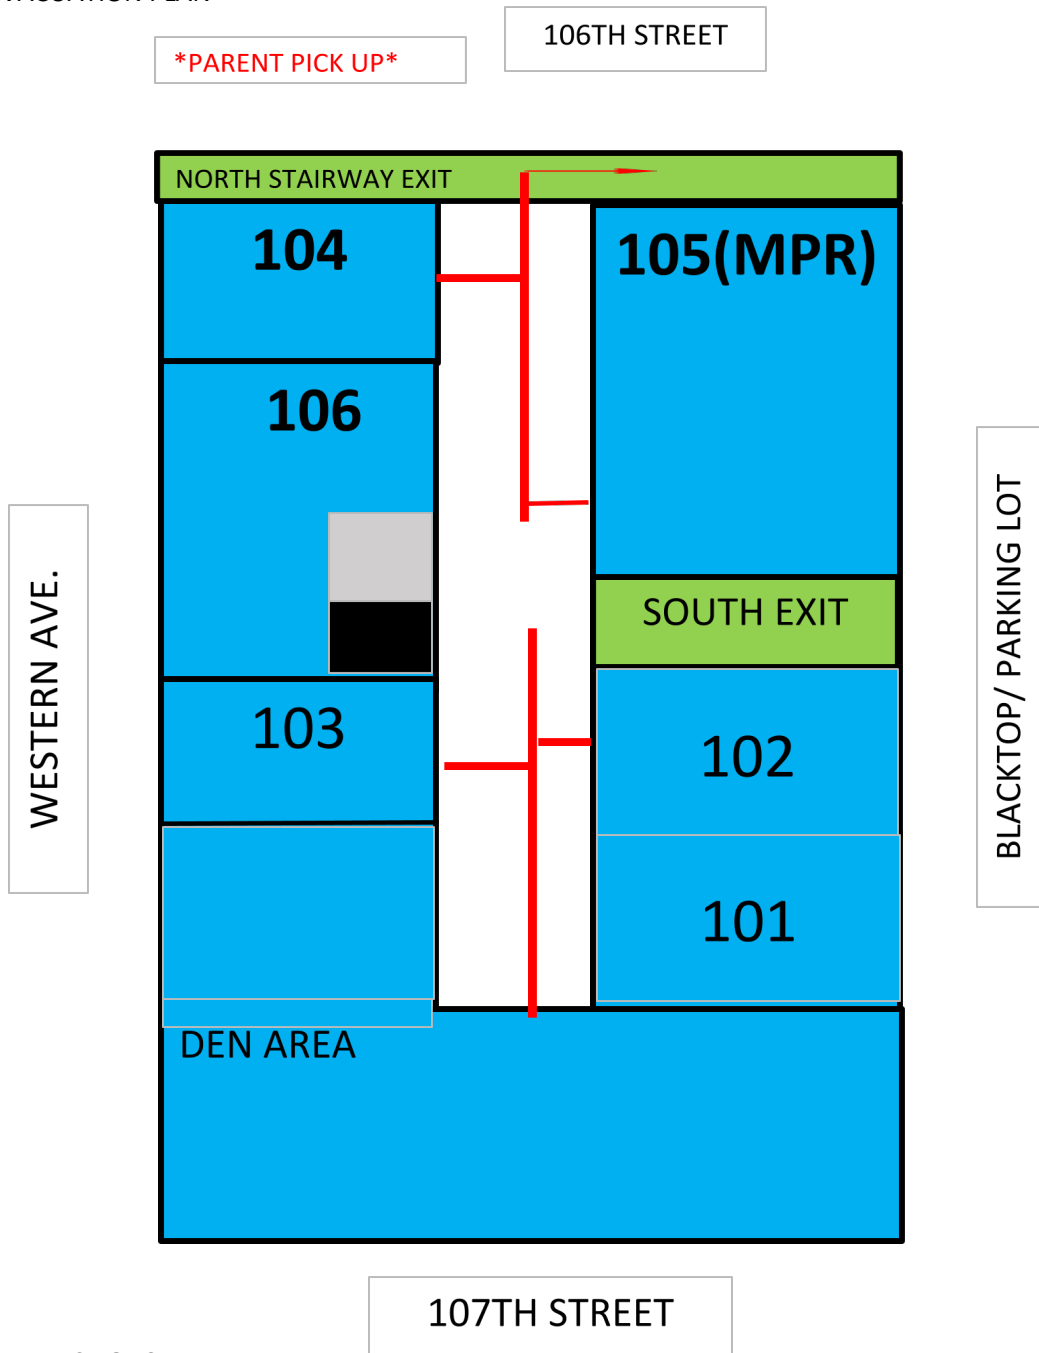 106TH STREET
*PARENT PICK UP*
NORTH STAIRWAY EXIT
104
105(MPR)
106
SOUTH EXIT
103
102
101
WESTERN AVE.
BLACKTOP/ PARKING LOT
DEN AREA
107TH STREET